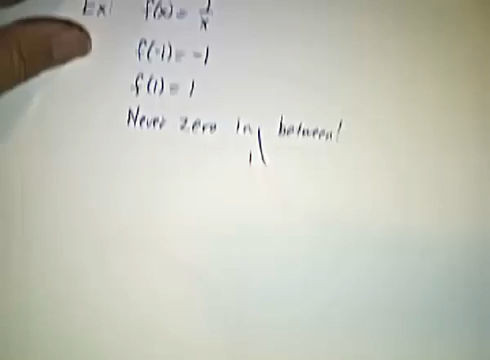 Ex: f(x) = 1/x
f(-1) = -1
f(1) = 1
Never zero in between!